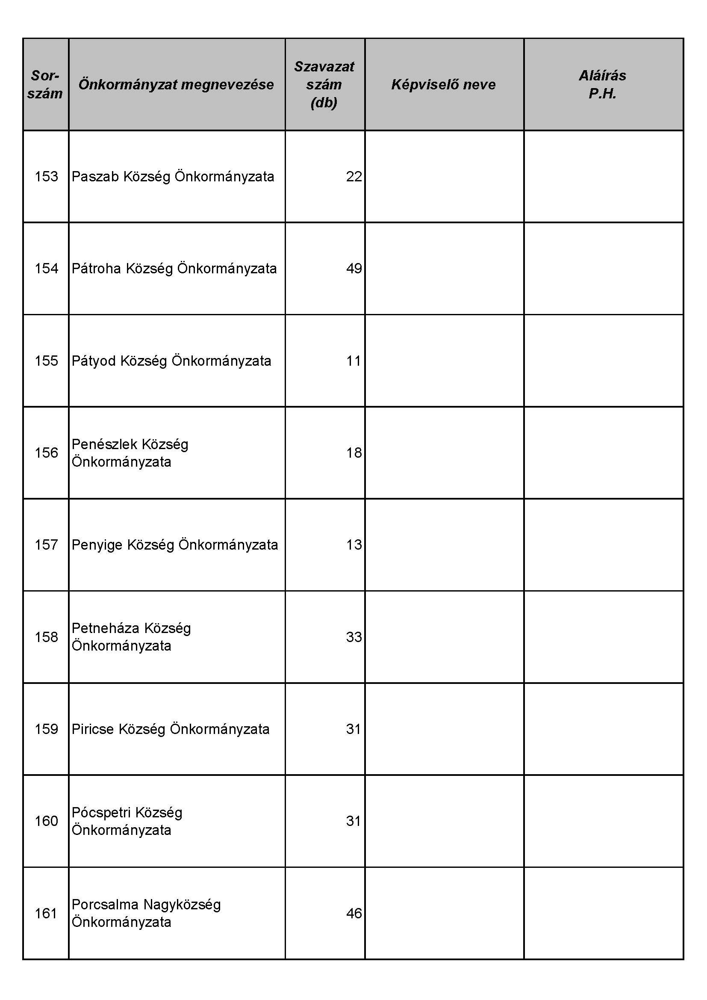 Sor-
szám
Önkormányzat megnevezése
Szavazat
szám
(db)
Képviselő neve
Aláírás
P.H.
153 Paszab Község Önkormányzata 22
154 Pátroha Község Önkormányzata 49
155 Pátyod Község Önkormányzata 11
156 Penészlek Község
Önkormányzata 18
157 Penyige Község Önkormányzata 13
158 Petneháza Község
Önkormányzata 33
159 Piricse Község Önkormányzata 31
160 Pócspetri Község
Önkormányzata 31
161 Porcsalma Nagyközség
Önkormányzata 46